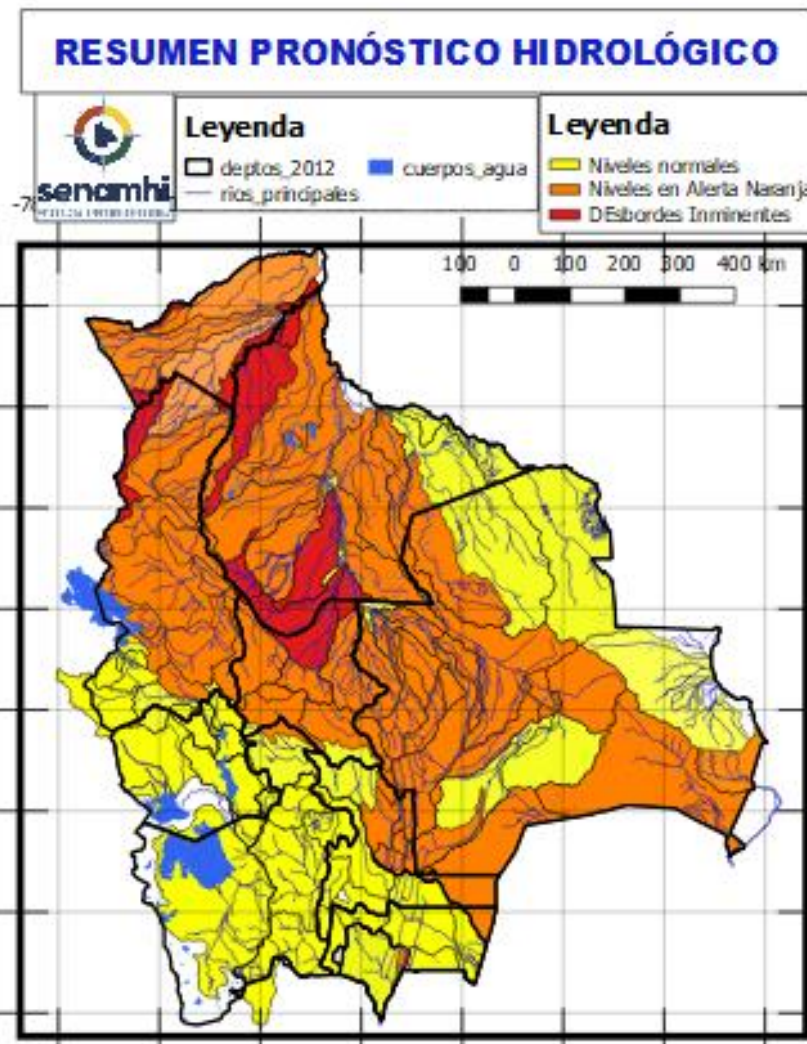 RESUMEN PRONÓSTICO HIDROLÓGICO
Leyenda
deptos_2012
cuerpos_agua
rios_principales
senamhi
Leyenda
Niveles normales
Niveles en Alerta Naranja
DEsbordes Inminentes
100 0 100 200 300 400 km